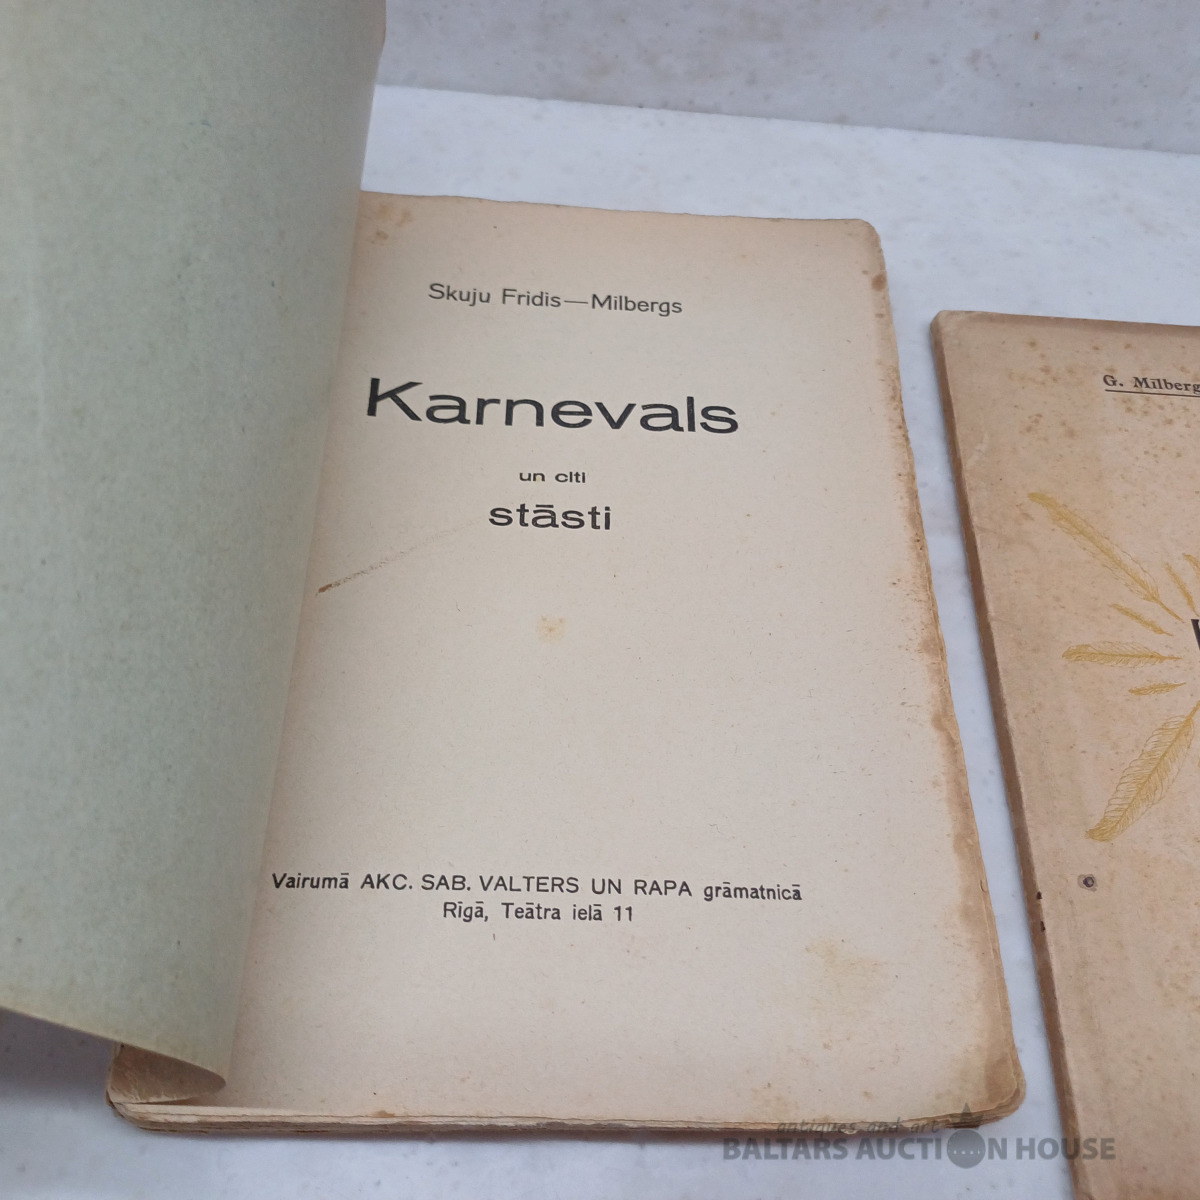 Skuju Fridis—Milbergs
Karnevals
un citi
stāsti
Vairumā AKC. SAB. VALTERS UN RAPA grāmatnicā
Rīgā, Teātra ielā 11
G. Milberg
antiques and art
BALTARS AUCTION HOUSE